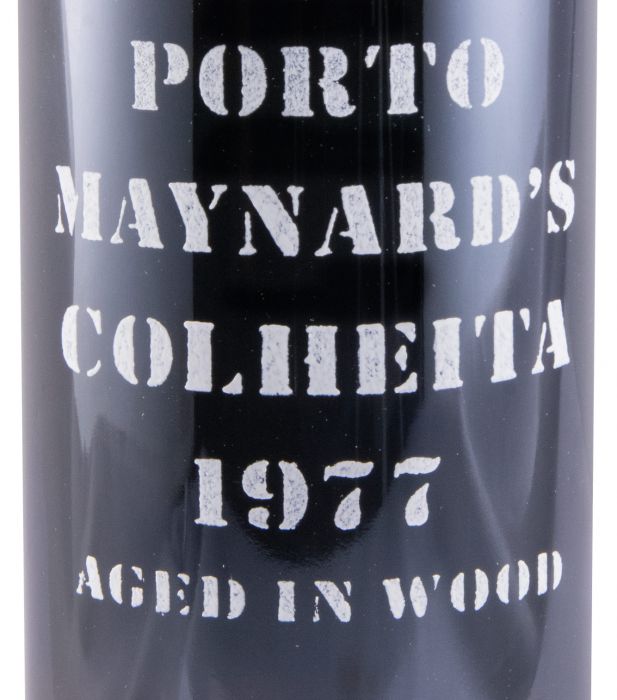 PORTO
MAYNARD'S
COLHEITA
1977
AGED IN WOOD